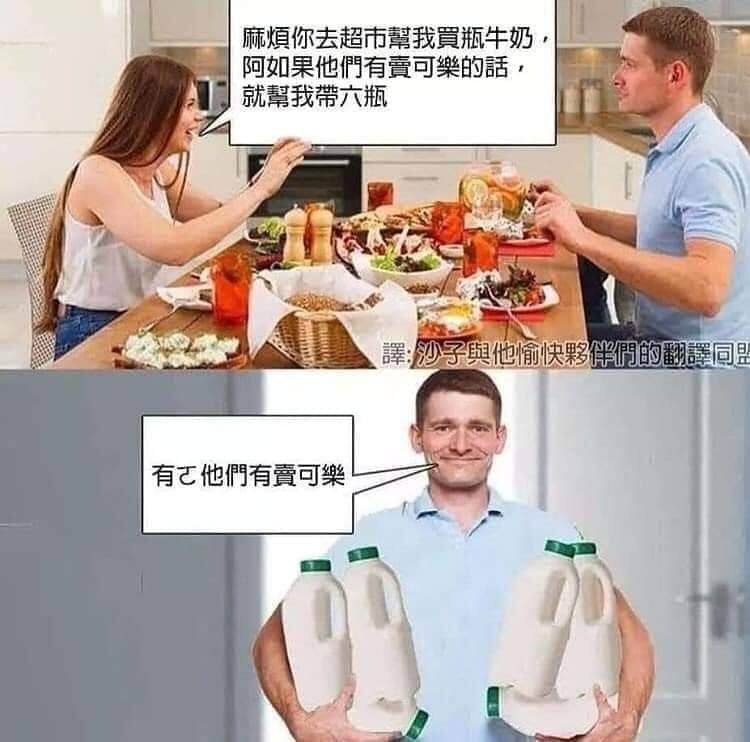 麻煩你去超市幫我買瓶牛奶，
阿如果他們有賣可樂的話，
就幫我帶六瓶
譯:沙子與他愉快夥伴們的翻譯同盟
有ㄛ他們有賣可樂